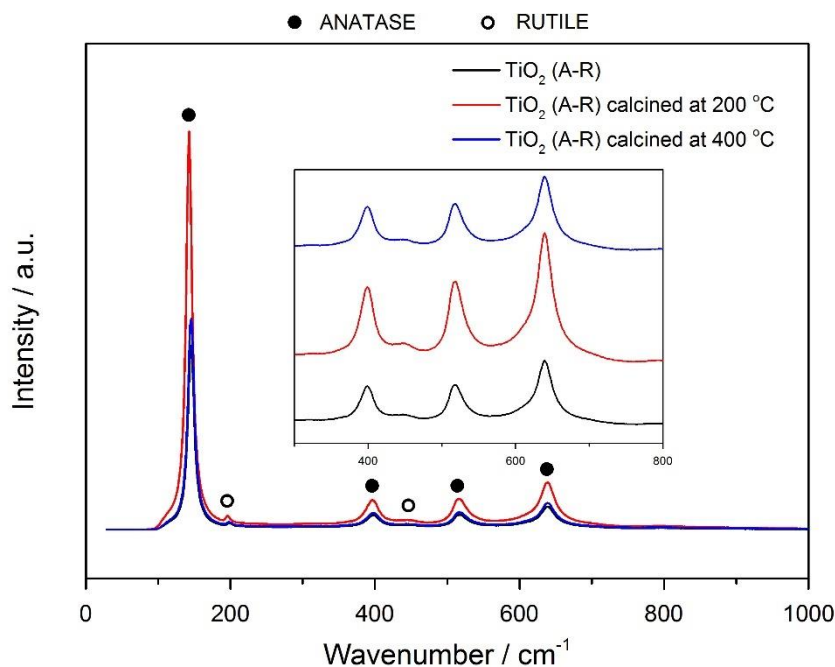 ● ANATASE ○ RUTILE
TiO₂ (A-R)
TiO₂ (A-R) calcined at 200 °C
TiO₂ (A-R) calcined at 400 °C
400 600 800
Intensity / a.u.
0 200 400 600 800 1000
Wavenumber / cm⁻¹